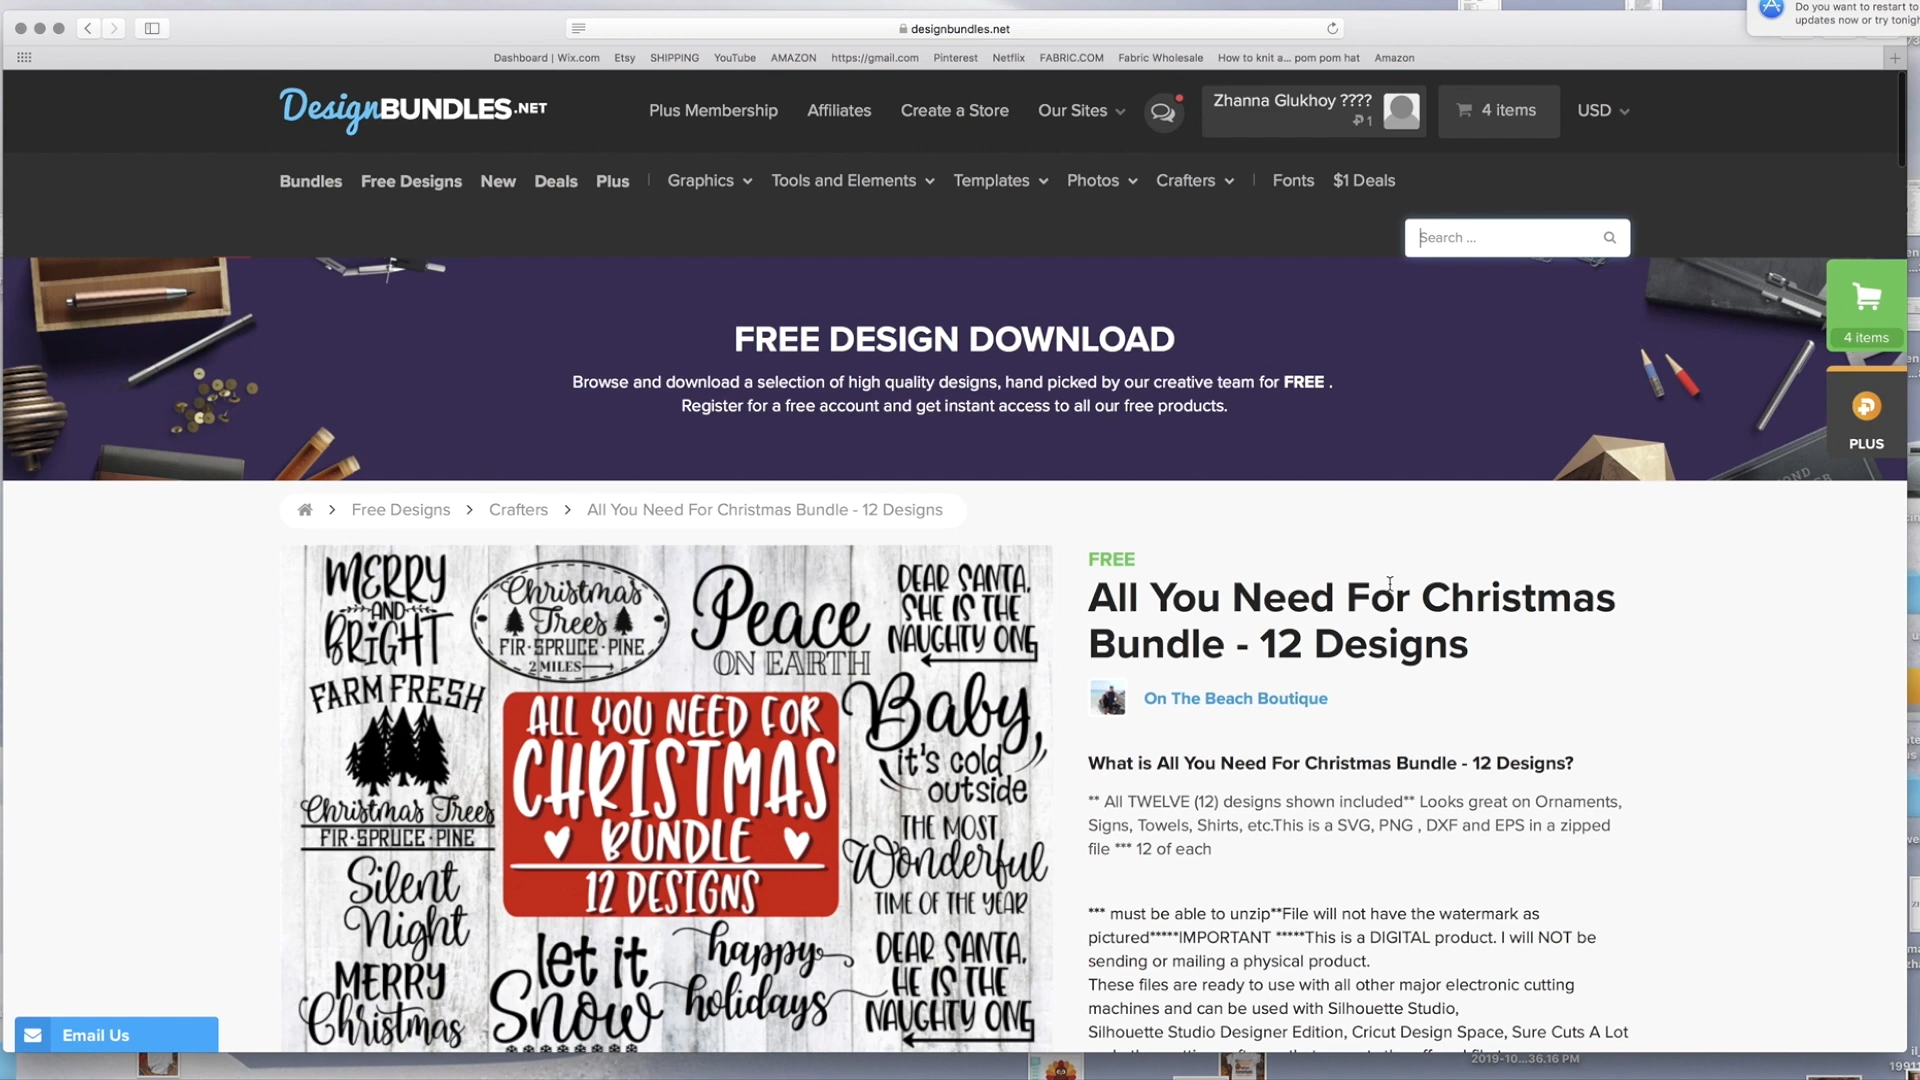 Do you want to restart to
updates now or try tonigh
designbundles.net
Dashboard | Wix.com Etsy SHIPPING YouTube AMAZON https://gmail.com Pinterest Netflix FABRIC.COM Fabric Wholesale How to knit a... pom pom hat Amazon
DesignBUNDLES.NET
Plus Membership Affiliates Create a Store Our Sites
Zhanna Glukhoy ????
1
4 items
USD
Bundles Free Designs New Deals Plus Graphics Tools and Elements Templates Photos Crafters Fonts $1 Deals
Search ...
4 items
PLUS
FREE DESIGN DOWNLOAD
Browse and download a selection of high quality designs, hand picked by our creative team for FREE .
Register for a free account and get instant access to all our free products.
Free Designs > Crafters > All You Need For Christmas Bundle - 12 Designs
MERRY
AND
BRIGHT
Christmas
Trees
FIR·SPRUCE·PINE
2 MILES
Peace
ON EARTH
DEAR SANTA,
SHE IS THE
NAUGHTY ONE
FARM FRESH
Christmas Trees
FIR·SPRUCE·PINE
ALL YOU NEED FOR
CHRISTMAS
BUNDLE
12 DESIGNS
Baby,
it's cold
outside
THE MOST
Wonderful
TIME OF THE YEAR
Silent
Night
MERRY
Christmas
let it
Snow
happy
holidays
DEAR SANTA,
HE IS THE
NAUGHTY ONE
FREE
All You Need For Christmas
Bundle - 12 Designs
On The Beach Boutique
What is All You Need For Christmas Bundle - 12 Designs?
** All TWELVE (12) designs shown included** Looks great on Ornaments,
Signs, Towels, Shirts, etc.This is a SVG, PNG , DXF and EPS in a zipped
file *** 12 of each
*** must be able to unzip**File will not have the watermark as
pictured*****IMPORTANT *****This is a DIGITAL product. I will NOT be
sending or mailing a physical product.
These files are ready to use with all other major electronic cutting
machines and can be used with Silhouette Studio,
Silhouette Studio Designer Edition, Cricut Design Space, Sure Cuts A Lot
Email Us
2019-10...36.16 PM